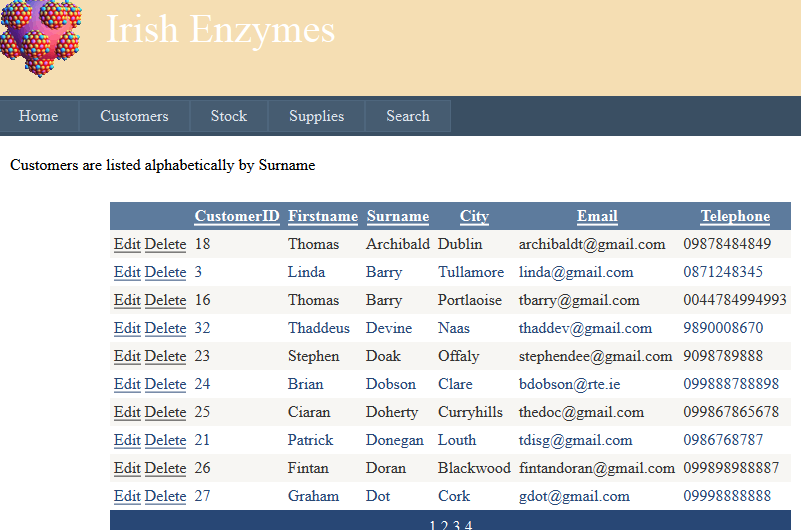 Irish Enzymes
Home Customers Stock Supplies Search
Customers are listed alphabetically by Surname
CustomerID Firstname Surname City Email Telephone
Edit Delete 18 Thomas Archibald Dublin archibaldt@gmail.com 09878484849
Edit Delete 3 Linda Barry Tullamore linda@gmail.com 0871248345
Edit Delete 16 Thomas Barry Portlaoise tbarry@gmail.com 0044784994993
Edit Delete 32 Thaddeus Devine Naas thaddev@gmail.com 9890008670
Edit Delete 23 Stephen Doak Offaly stephendee@gmail.com 9098789888
Edit Delete 24 Brian Dobson Clare bdobson@rte.ie 099888788898
Edit Delete 25 Ciaran Doherty Curryhills thedoc@gmail.com 099867865678
Edit Delete 21 Patrick Donegan Louth tdisg@gmail.com 0986768787
Edit Delete 26 Fintan Doran Blackwood fintandoran@gmail.com 099898988887
Edit Delete 27 Graham Dot Cork gdot@gmail.com 09998888888
1 2 3 4